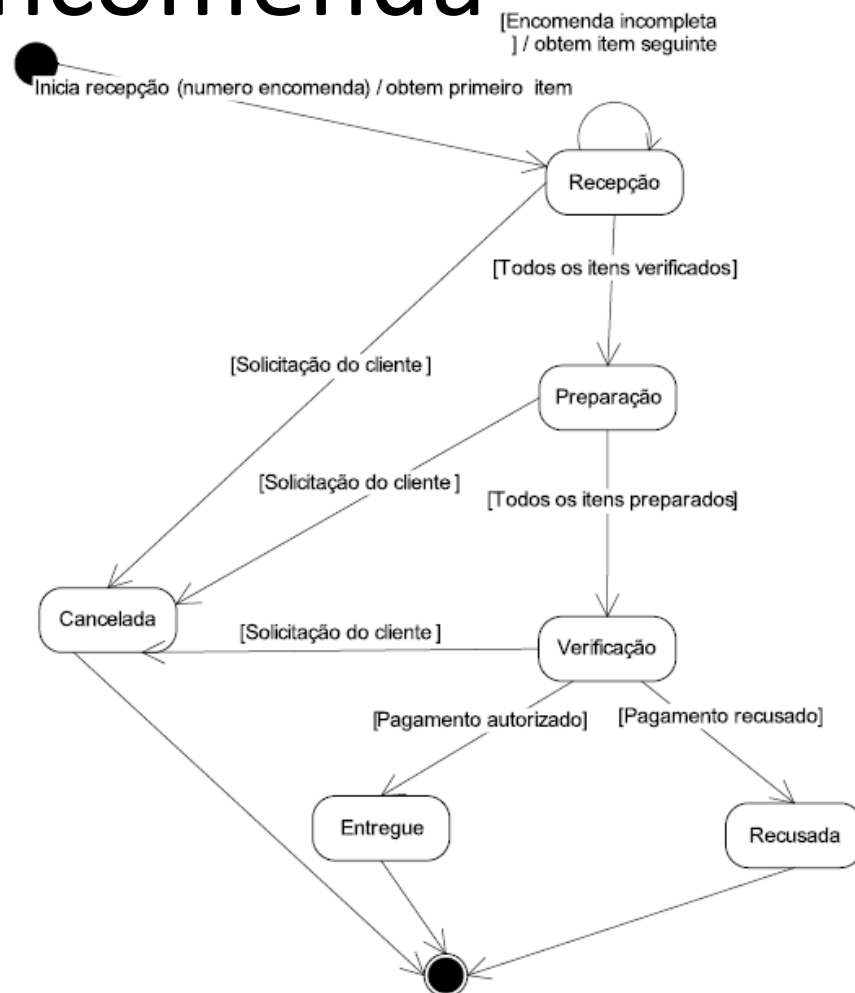 ncomenda
[Encomenda incompleta
] / obtem item seguinte
Inicia recepção (numero encomenda) / obtem primeiro item
Recepção
[Todos os itens verificados]
[Solicitação do cliente]
Preparação
[Solicitação do cliente]
[Todos os itens preparados]
Cancelada
[Solicitação do cliente]
Verificação
[Pagamento autorizado]
[Pagamento recusado]
Entregue
Recusada